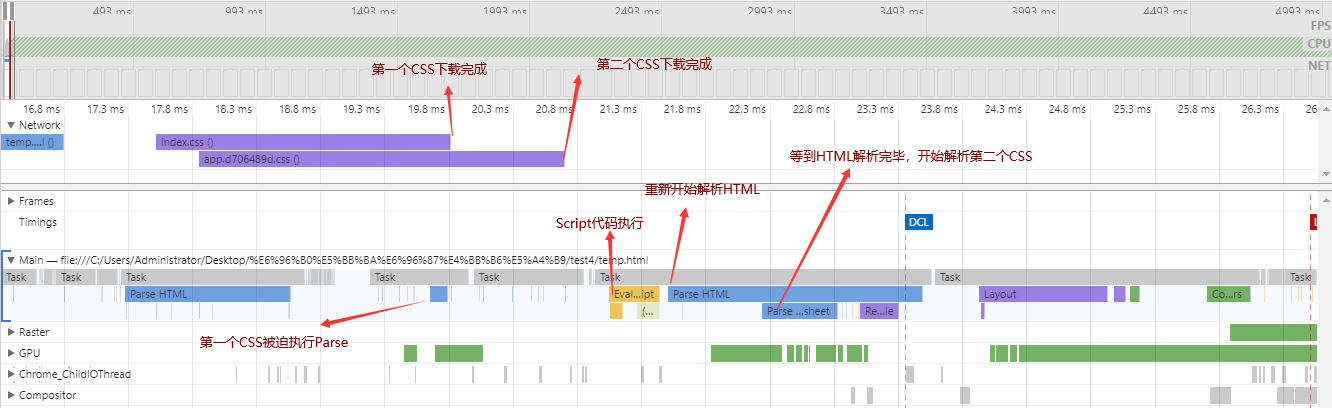 493 ms 993 ms 1493 ms 1993 ms 2493 ms 2993 ms 3493 ms 3993 ms 4493 ms 4993 ms
FPS
CPU
NET
第一个CSS下载完成
第二个CSS下载完成
16.8 ms 17.3 ms 17.8 ms 18.3 ms 18.8 ms 19.3 ms 19.8 ms 20.3 ms 20.8 ms 21.3 ms 21.8 ms 22.3 ms 22.8 ms 23.3 ms 23.8 ms 24.3 ms 24.8 ms 25.3 ms 25.8 ms 26.3 ms 26
Network
temp.…l () index.css ()
app.d706489d.css ()
等到HTML解析完毕，开始解析第二个CSS
重新开始解析HTML
Frames
Script代码执行
Timings DCL L
Main — file:///C:/Users/Administrator/Desktop/%E6%96%B0%E5%BB%BA%E6%96%87%E4%BB%B6%E5%A4%B9/test4/temp.html
Task Task Task Task Task Task Task Task
Parse HTML Eval…ipt Parse HTML Layout Co…rs
(… Parse …sheet Re…le
第一个CSS被迫执行Parse
Raster
GPU
Chrome_ChildIOThread
Compositor